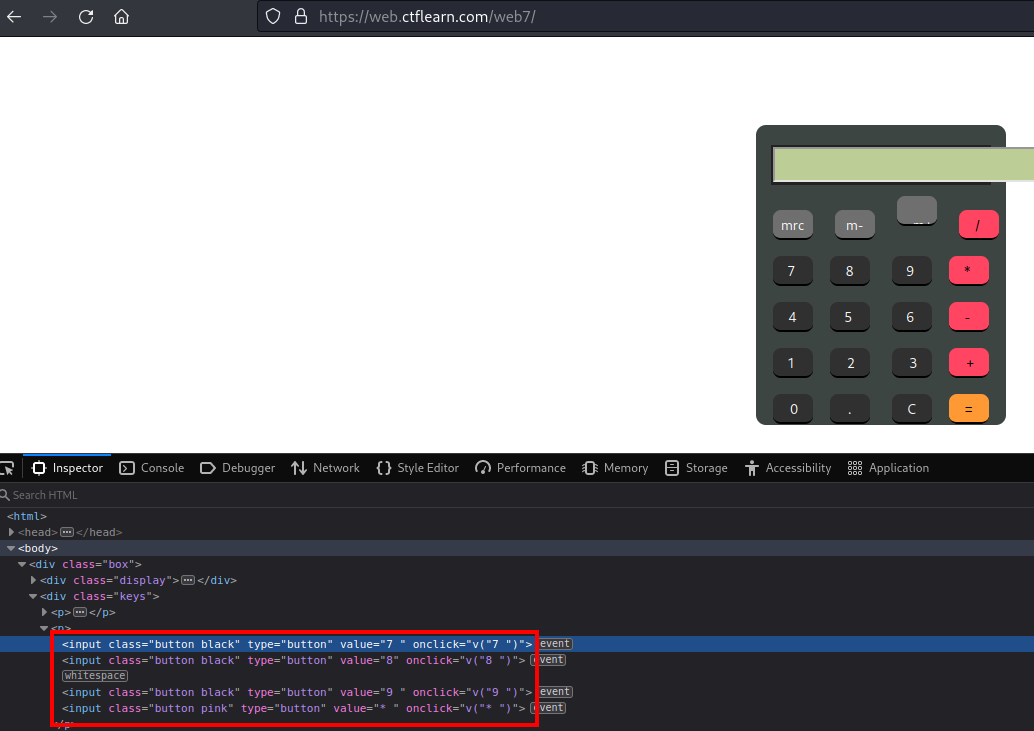 https://web.ctflearn.com/web7/
mrc m- /
7 8 9 *
4 5 6 -
1 2 3 +
0 . C =
Inspector Console Debugger Network {} Style Editor Performance Memory Storage Accessibility Application
Search HTML
<html>
<head> ... </head>
<body>
<div class="box">
<div class="display"> ... </div>
<div class="keys">
<p> ... </p>
<p>
<input class="button black" type="button" value="7 " onclick="v("7 ")"> event
<input class="button black" type="button" value="8" onclick="v("8 ")"> event
whitespace
<input class="button black" type="button" value="9 " onclick="v("9 ")"> event
<input class="button pink" type="button" value="* " onclick="v("* ")"> event
</p>